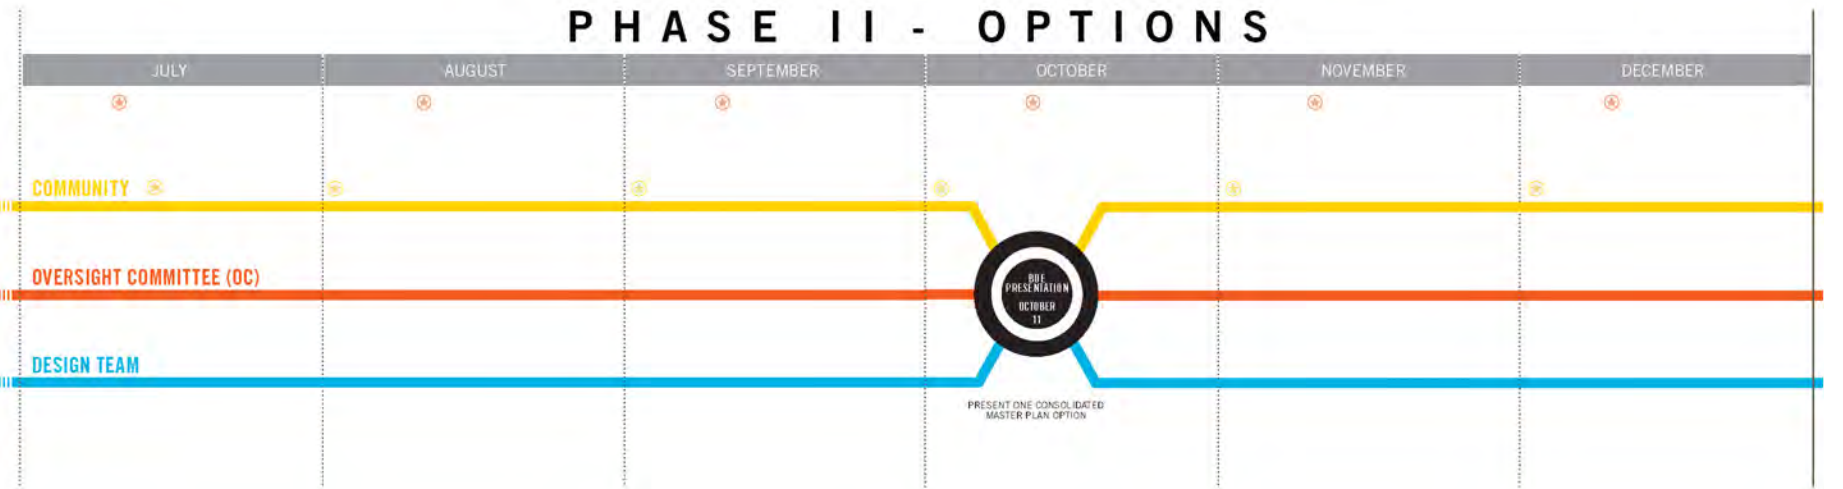 PHASE II - OPTIONS
JULY AUGUST SEPTEMBER OCTOBER NOVEMBER DECEMBER
COMMUNITY
OVERSIGHT COMMITTEE (OC)
DESIGN TEAM
BOE
PRESENTATION
OCTOBER
11
PRESENT ONE CONSOLIDATED
MASTER PLAN OPTION